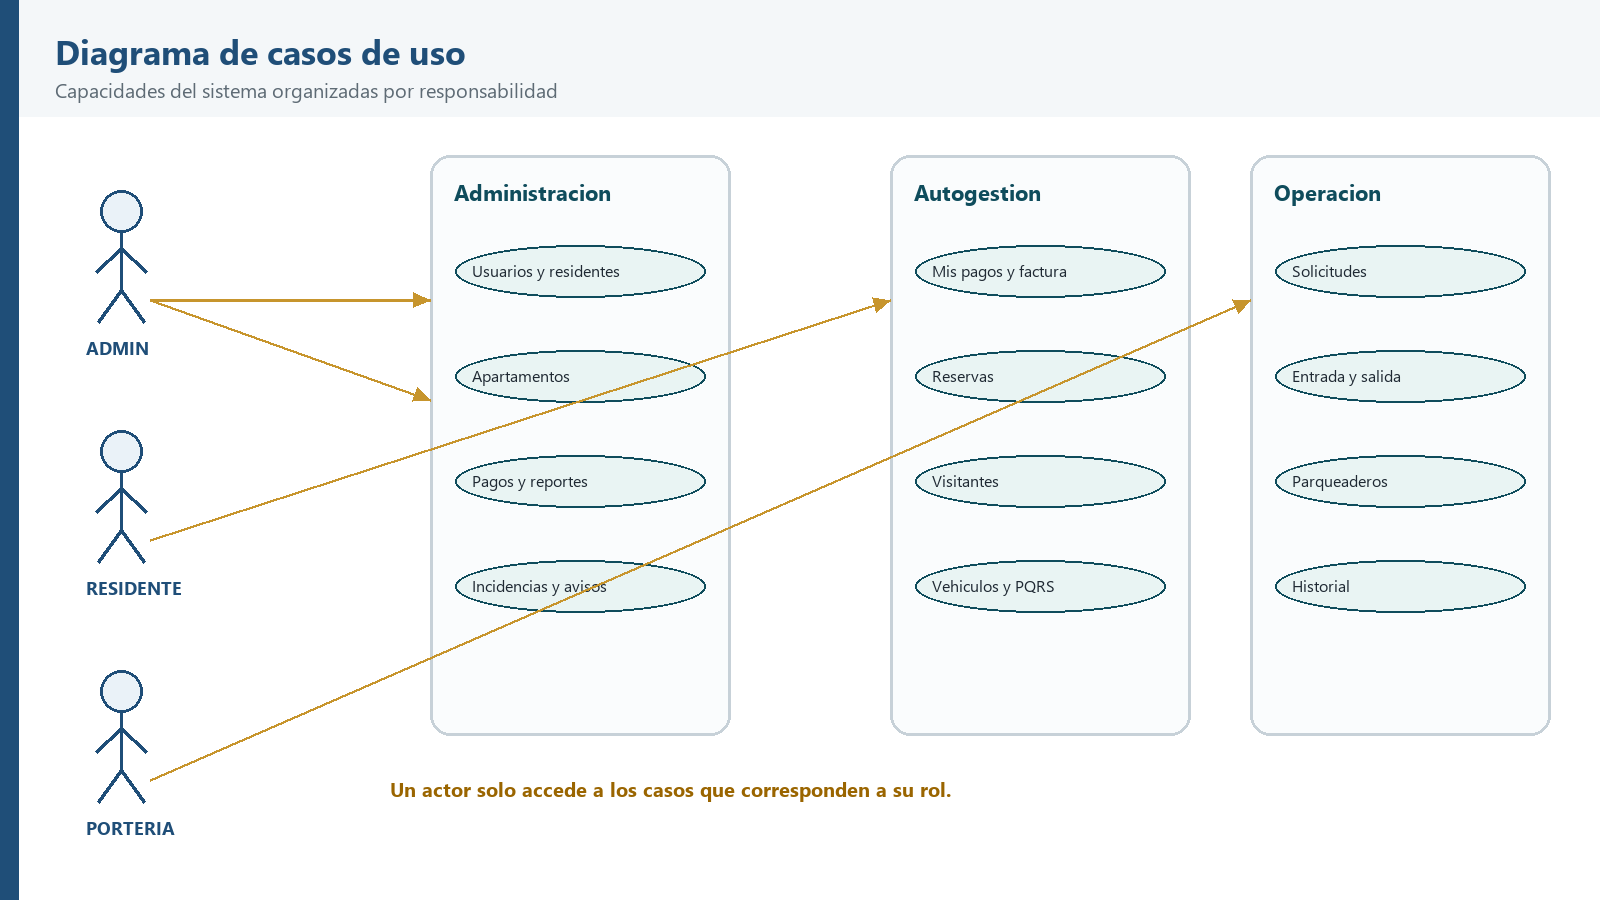 Diagrama de casos de uso
Capacidades del sistema organizadas por responsabilidad
ADMIN
RESIDENTE
PORTERIA
Administracion
Usuarios y residentes
Apartamentos
Pagos y reportes
Incidencias y avisos
Autogestion
Mis pagos y factura
Reservas
Visitantes
Vehiculos y PQRS
Operacion
Solicitudes
Entrada y salida
Parqueaderos
Historial
Un actor solo accede a los casos que corresponden a su rol.